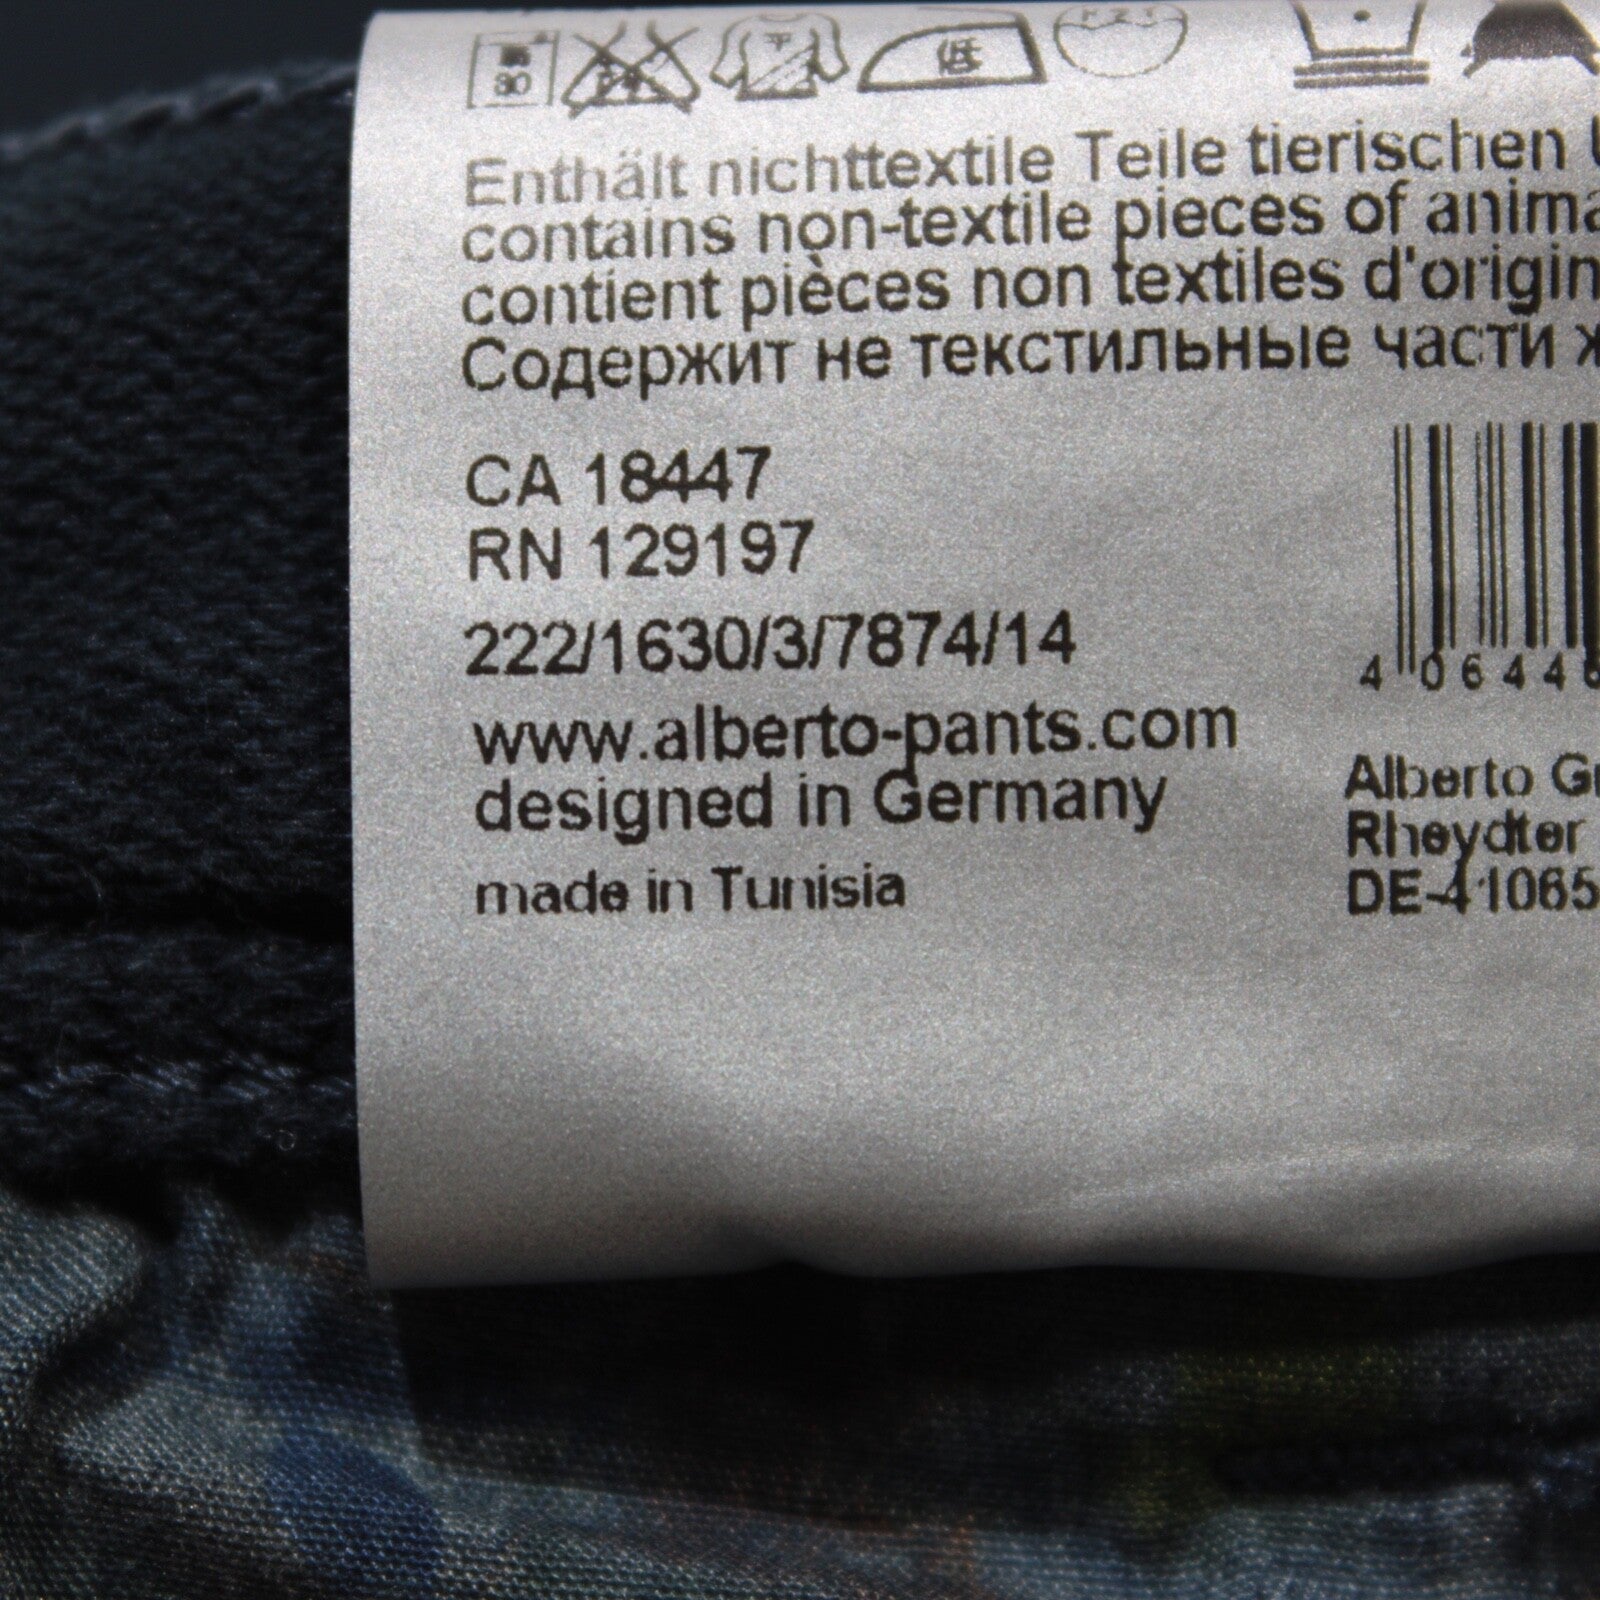 低
Enthält nichttextile Teile tierischen
contains non-textile pieces of
contient pièces non textiles
Содержит не текстильные части
CA 18447
RN 129197
222/1630/3/7874/14
www.alberto-pants.com
designed in Germany
made in Tunisia
Alberto
Rheydter